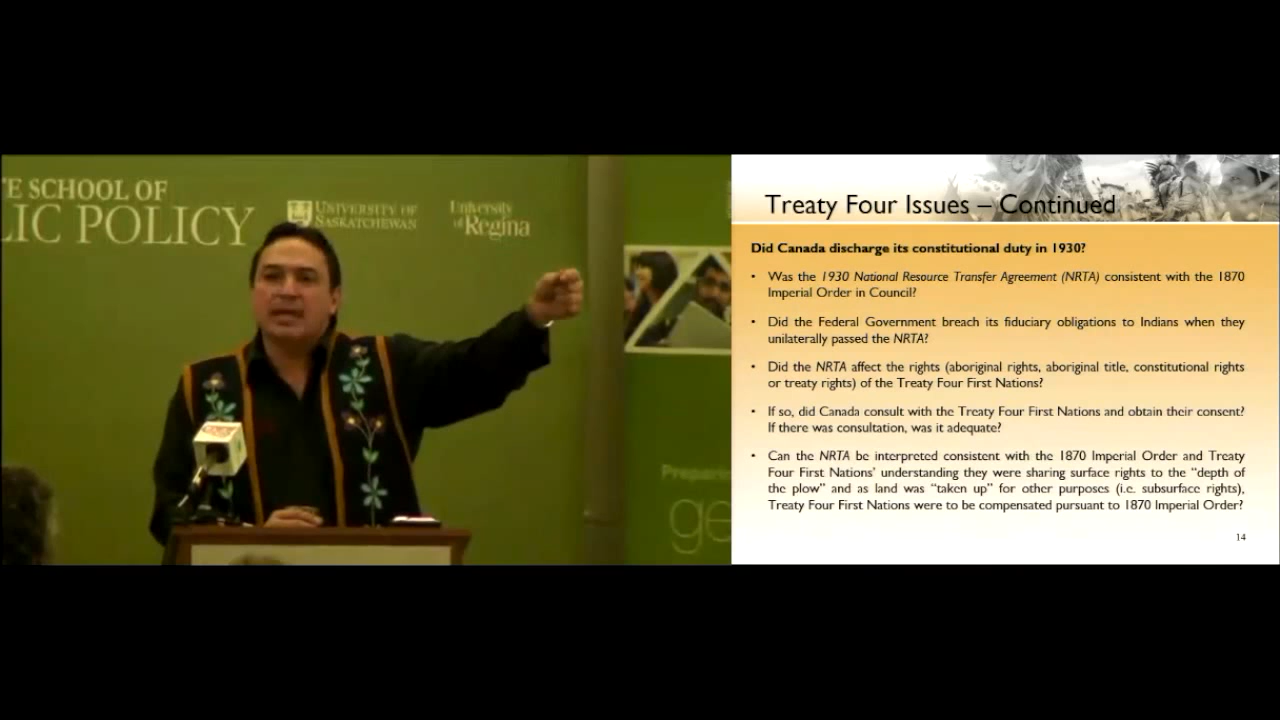 E SCHOOL OF
LIC POLICY
UNIVERSITY OF
SASKATCHEWAN
University
of Regina
Preparing
ge
Treaty Four Issues – Continued
Did Canada discharge its constitutional duty in 1930?
• Was the 1930 National Resource Transfer Agreement (NRTA) consistent with the 1870
Imperial Order in Council?
• Did the Federal Government breach its fiduciary obligations to Indians when they
unilaterally passed the NRTA?
• Did the NRTA affect the rights (aboriginal rights, aboriginal title, constitutional rights
or treaty rights) of the Treaty Four First Nations?
• If so, did Canada consult with the Treaty Four First Nations and obtain their consent?
If there was consultation, was it adequate?
• Can the NRTA be interpreted consistent with the 1870 Imperial Order and Treaty
Four First Nations’ understanding they were sharing surface rights to the “depth of
the plow” and as land was “taken up” for other purposes (i.e. subsurface rights),
Treaty Four First Nations were to be compensated pursuant to 1870 Imperial Order?
14